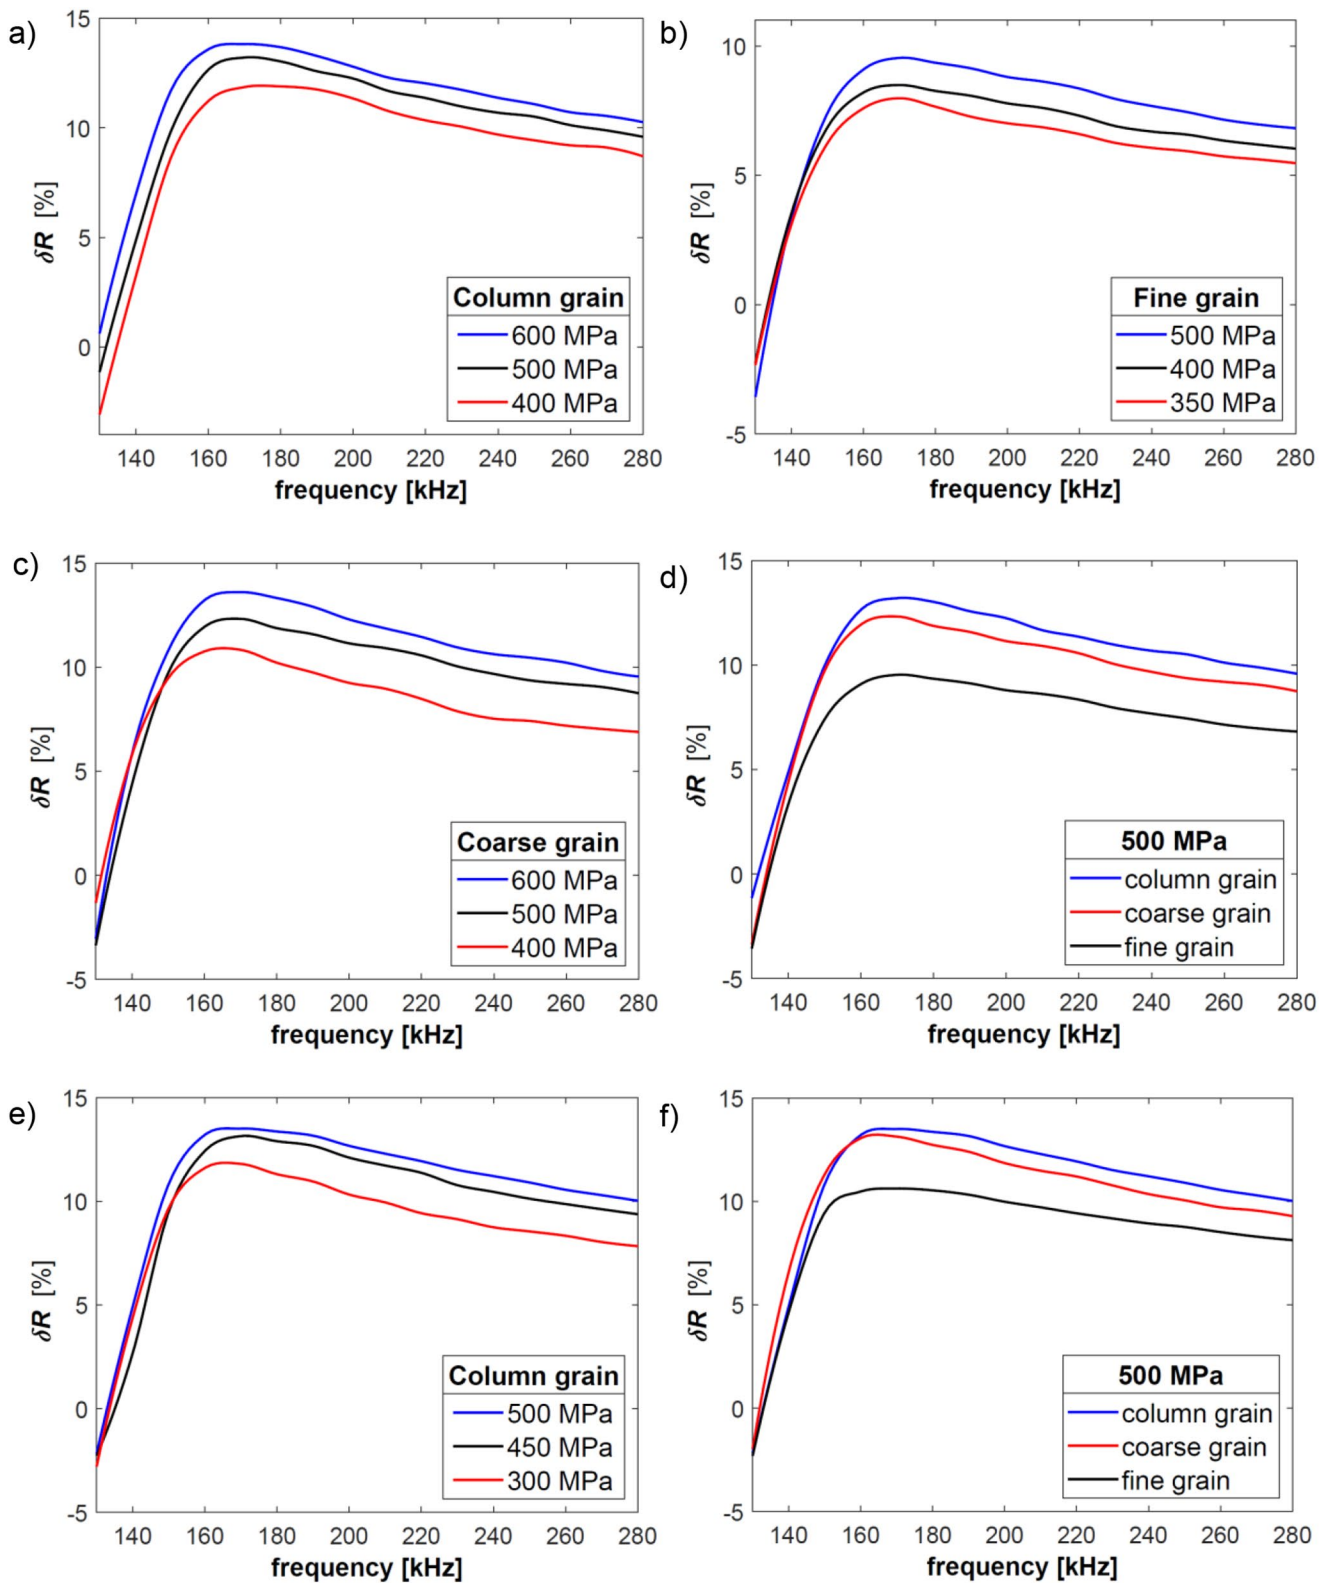 a)
15
10
5
0
δR [%]
140 160 180 200 220 240 260 280
frequency [kHz]
Column grain
600 MPa
500 MPa
400 MPa
b)
10
5
0
-5
δR [%]
140 160 180 200 220 240 260 280
frequency [kHz]
Fine grain
500 MPa
400 MPa
350 MPa
c)
15
10
5
0
-5
δR [%]
140 160 180 200 220 240 260 280
frequency [kHz]
Coarse grain
600 MPa
500 MPa
400 MPa
d)
15
10
5
0
-5
δR [%]
140 160 180 200 220 240 260 280
frequency [kHz]
500 MPa
column grain
coarse grain
fine grain
e)
15
10
5
0
-5
δR [%]
140 160 180 200 220 240 260 280
frequency [kHz]
Column grain
500 MPa
450 MPa
300 MPa
f)
15
10
5
0
-5
δR [%]
140 160 180 200 220 240 260 280
frequency [kHz]
500 MPa
column grain
coarse grain
fine grain